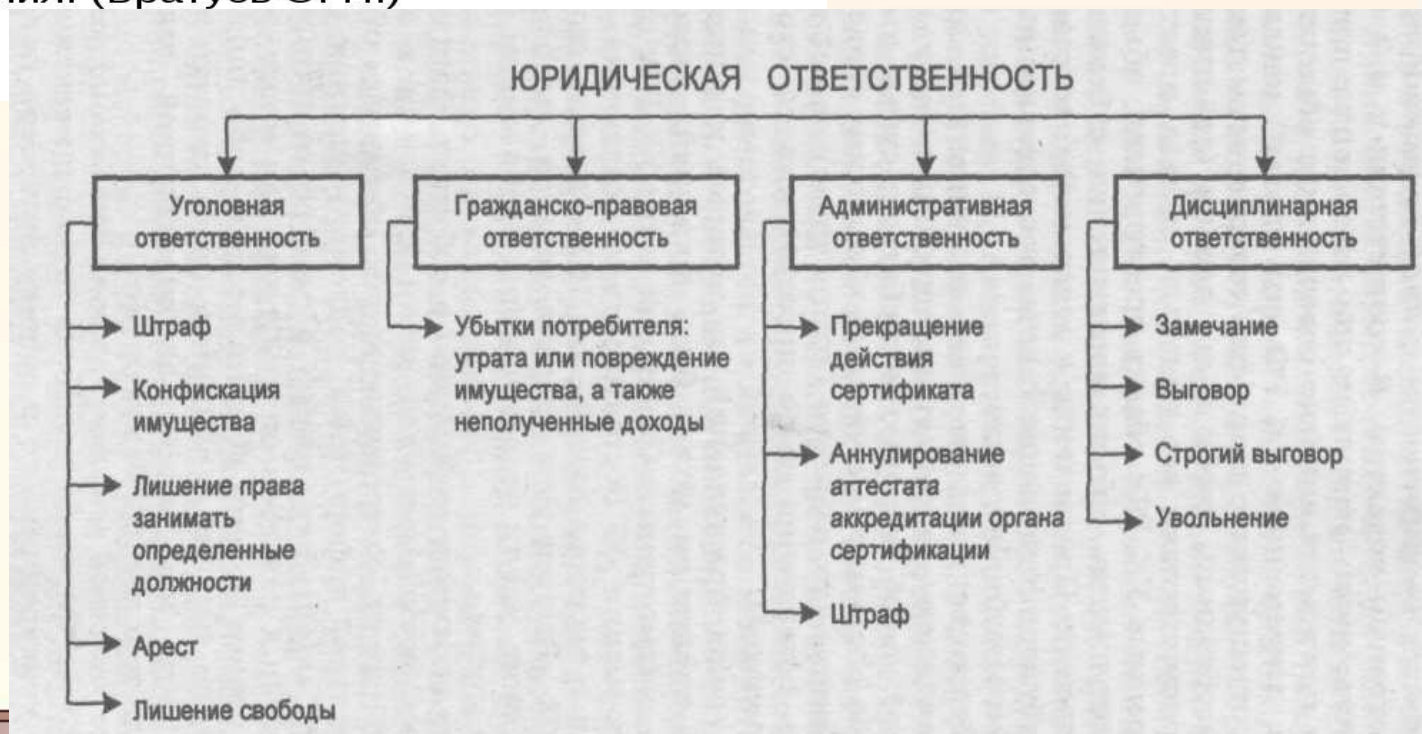 ЮРИДИЧЕСКАЯ ОТВЕТСТВЕННОСТЬ
Уголовная
ответственность
Штраф
Конфискация
имущества
Лишение права
занимать
определенные
должности
Арест
Лишение свободы
Гражданско-правовая
ответственность
Убытки потребителя:
утрата или повреждение
имущества, а также
неполученные доходы
Административная
ответственность
Прекращение
действия
сертификата
Аннулирование
аттестата
аккредитации органа
сертификации
Штраф
Дисциплинарная
ответственность
Замечание
Выговор
Строгий выговор
Увольнение